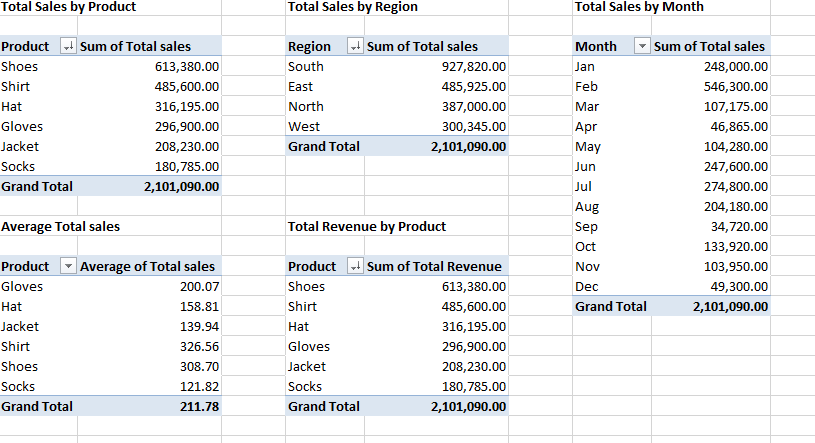 Total Sales by Product
Product Sum of Total sales
Shoes 613,380.00
Shirt 485,600.00
Hat 316,195.00
Gloves 296,900.00
Jacket 208,230.00
Socks 180,785.00
Grand Total 2,101,090.00
Total Sales by Region
Region Sum of Total sales
South 927,820.00
East 485,925.00
North 387,000.00
West 300,345.00
Grand Total 2,101,090.00
Total Sales by Month
Month Sum of Total sales
Jan 248,000.00
Feb 546,300.00
Mar 107,175.00
Apr 46,865.00
May 104,280.00
Jun 247,600.00
Jul 274,800.00
Aug 204,180.00
Sep 34,720.00
Oct 133,920.00
Nov 103,950.00
Dec 49,300.00
Grand Total 2,101,090.00
Average Total sales
Product Average of Total sales
Gloves 200.07
Hat 158.81
Jacket 139.94
Shirt 326.56
Shoes 308.70
Socks 121.82
Grand Total 211.78
Total Revenue by Product
Product Sum of Total Revenue
Shoes 613,380.00
Shirt 485,600.00
Hat 316,195.00
Gloves 296,900.00
Jacket 208,230.00
Socks 180,785.00
Grand Total 2,101,090.00